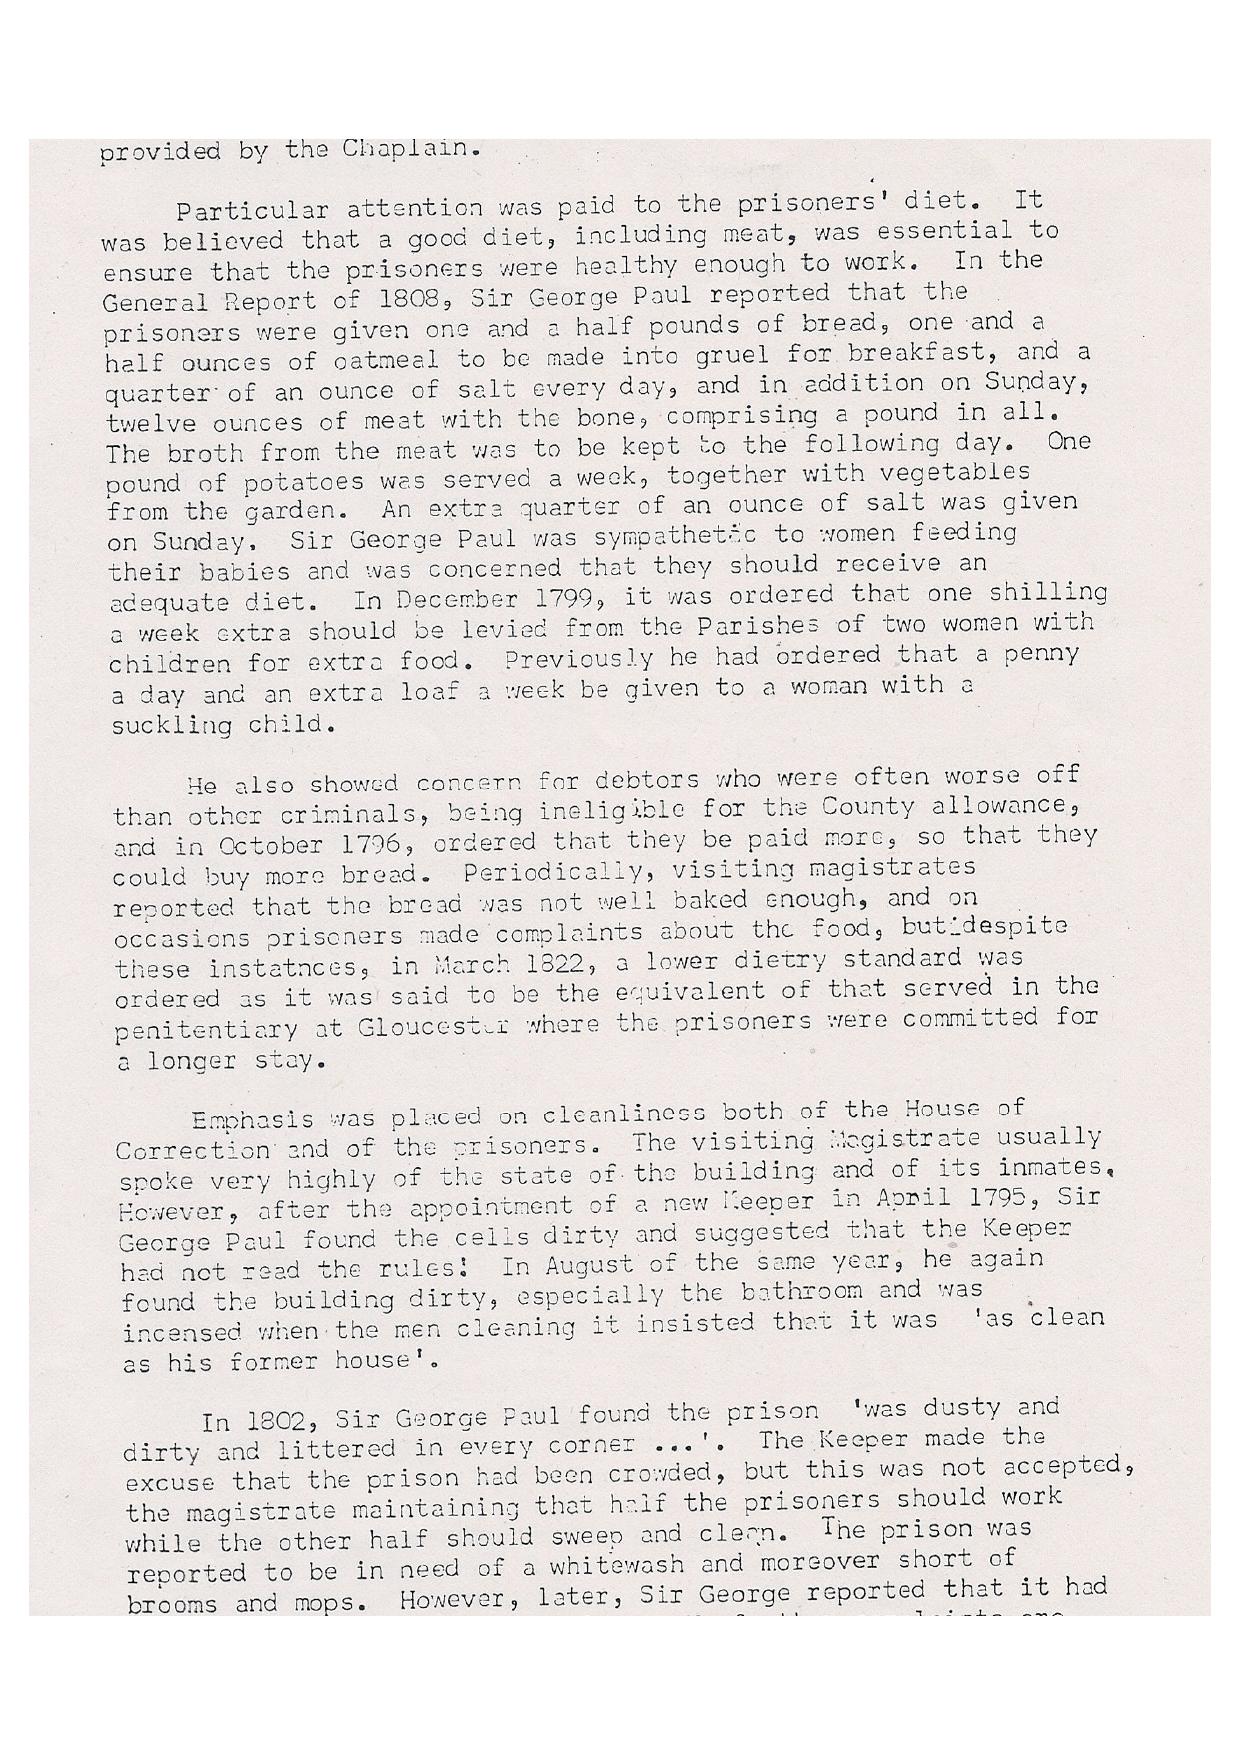 provided by the Chaplain.
Particular attention was paid to the prisoners' diet. It
was believed that a good diet, including meat, was essential to
ensure that the prisoners were healthy enough to work. In the
General Report of 1808, Sir George Paul reported that the
prisoners were given one and a half pounds of bread, one and a
half ounces of oatmeal to be made into gruel for breakfast, and a
quarter of an ounce of salt every day, and in addition on Sunday,
twelve ounces of meat with the bone, comprising a pound in all.
The broth from the meat was to be kept to the following day. One
pound of potatoes was served a week, together with vegetables
from the garden. An extra quarter of an ounce of salt was given
on Sunday. Sir George Paul was sympathetic to women feeding
their babies and was concerned that they should receive an
adequate diet. In December 1799, it was ordered that one shilling
a week extra should be levied from the Parishes of two women with
children for extra food. Previously he had ordered that a penny
a day and an extra loaf a week be given to a woman with a
suckling child.
He also showed concern for debtors who were often worse off
than other criminals, being ineligible for the County allowance,
and in October 1796, ordered that they be paid more, so that they
could buy more bread. Periodically, visiting magistrates
reported that the bread was not well baked enough, and on
occasions prisoners made complaints about the food, but despite
these instatnces, in March 1822, a lower dietry standard was
ordered as it was said to be the equivalent of that served in the
penitentiary at Gloucester where the prisoners were committed for
a longer stay.
Emphasis was placed on cleanliness both of the House of
Correction and of the prisoners. The visiting Magistrate usually
spoke very highly of the state of the building and of its inmates.
However, after the appointment of a new Keeper in April 1795, Sir
George Paul found the cells dirty and suggested that the Keeper
had not read the rules! In August of the same year, he again
found the building dirty, especially the bathroom and was
incensed when the men cleaning it insisted that it was 'as clean
as his former house'.
In 1802, Sir George Paul found the prison 'was dusty and
dirty and littered in every corner ...'. The Keeper made the
excuse that the prison had been crowded, but this was not accepted,
the magistrate maintaining that half the prisoners should work
while the other half should sweep and clean. The prison was
reported to be in need of a whitewash and moreover short of
brooms and mops. However, later, Sir George reported that it had